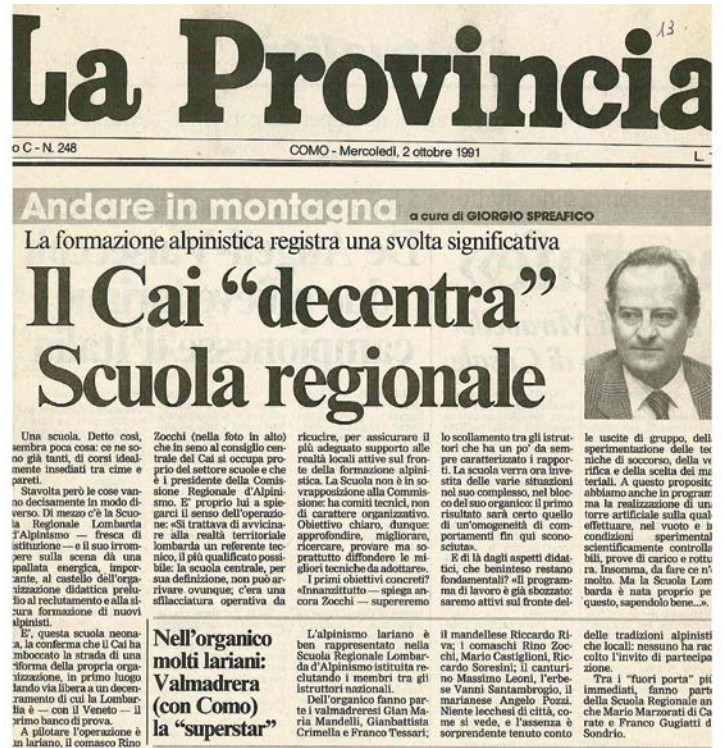 13.
La Provincia
o C - N. 248
COMO - Mercoledì, 2 ottobre 1991
L.
Andare in montagna
a cura di GIORGIO SPREAFICO
La formazione alpinistica registra una svolta significativa
Il Cai “decentra”
Scuola regionale
Una scuola. Detto così,
sembra poca cosa: ce ne so-
no già tanti, di corsi ideal-
mente insediati tra cime e
pareti.
Stavolta però le cose van-
no decisamente in modo di-
verso. Di mezzo c'è la Scuo-
la Regionale Lombarda
d'Alpinismo — fresca di
istituzione — e il suo irrom-
pere sulla scena dà una
spallata energica, impor-
tante, al castello dell'orga-
nizzazione didattica prelu-
dio al reclutamento e alla si-
cura formazione di nuovi
alpinisti.
E', questa scuola neona-
ta, la conferma che il Cai ha
imboccato la strada di una
riforma della propria orga-
nizzazione, in primo luogo
dando via libera a un decen-
tramento di cui la Lombar-
dia è — con il Veneto — il
primo banco di prova.
A pilotare l'operazione è
un lariano, il comasco Rino
Zocchi (nella foto in alto)
che in seno al consiglio cen-
trale del Cai si occupa pro-
prio del settore scuole e che
è il presidente della Comis-
sione Regionale d'Alpini-
smo. E' proprio lui a spie-
garci il senso dell'operazio-
ne: «Si trattava di avvicina-
re alla realtà territoriale
lombarda un referente tec-
nico, il più qualificato possi-
bile: la scuola centrale, per
sua definizione, non può ar-
rivare ovunque; c'era una
sfilacciatura operativa da
ricucire, per assicurare il
più adeguato supporto alle
realtà locali attive sul fron-
te della formazione alpini-
stica. La Scuola non è in so-
vrapposizione alla Commis-
sione: ha comiti tecnici, non
di carattere organizzativo.
Obiettivo chiaro, dunque:
approfondire, migliorare,
ricercare, provare ma so-
prattutto diffondere le mi-
gliori tecniche da adottare».
I primi obiettivi concreti?
«Innanzittutto — spiega an-
cora Zocchi — supereremo
lo scollamento tra gli istrut-
tori che ha un po' da sem-
pre caratterizzato i rappor-
ti. La scuola verrà ora inve-
stita delle varie situazioni
nel suo complesso, nel bloc-
co del suo organico: il primo
risultato sarà certo quello
di un'omogeneità di com-
portamenti fin qui scono-
sciuta».
E di là dagli aspetti didat-
tici, che beninteso restano
fondamentali? «Il program-
ma di lavoro è già sbozzato:
saremo attivi sul fronte del-
le uscite di gruppo, dell
sperimentazione delle tec
niche di soccorso, della ve
rifica e della scelta dei ma
teriali. A questo proposito
abbiamo anche in program
ma la realizzazione di un
torre artificiale sulla qual
effettuare, nel vuoto e in
condizioni sperimental
scientificamente controlla
bili, prove di carico e rottu
ra. Insomma, da fare ce n'è
molto. Ma la Scuola Lom
barda è nata proprio pe
questo, sapendolo bene...».
Nell'organico
molti lariani:
Valmadrera
(con Como)
la “superstar”
L'alpinismo lariano è
ben rappresentato nella
Scuola Regionale Lombar-
da d'Alpinismo istituita re-
clutando i membri tra gli
istruttori nazionali.
Dell'organico fanno par-
te i valmadreresi Gian Ma-
ria Mandelli, Gianbattista
Crimella e Franco Tessari;
il mandellese Riccardo Ri-
va; i comaschi Rino Zoc-
chi, Mario Castiglioni, Ric-
cardo Soresini; il canturi-
no Massimo Leoni, l'erbe-
se Vanni Santambrogio, il
marianese Angelo Pozzi.
Niente lecchesi di città, co-
me si vede, e l'assenza è
sorprendente tenuto conto
delle tradizioni alpinisti
che locali: nessuno ha rac
colto l'invito di partecipa
zione.
Tra i "fuori porta" più
immediati, fanno parte
della Scuola Regionale an
che Mario Marzorati di Ca
rate e Franco Gugiatti d
Sondrio.